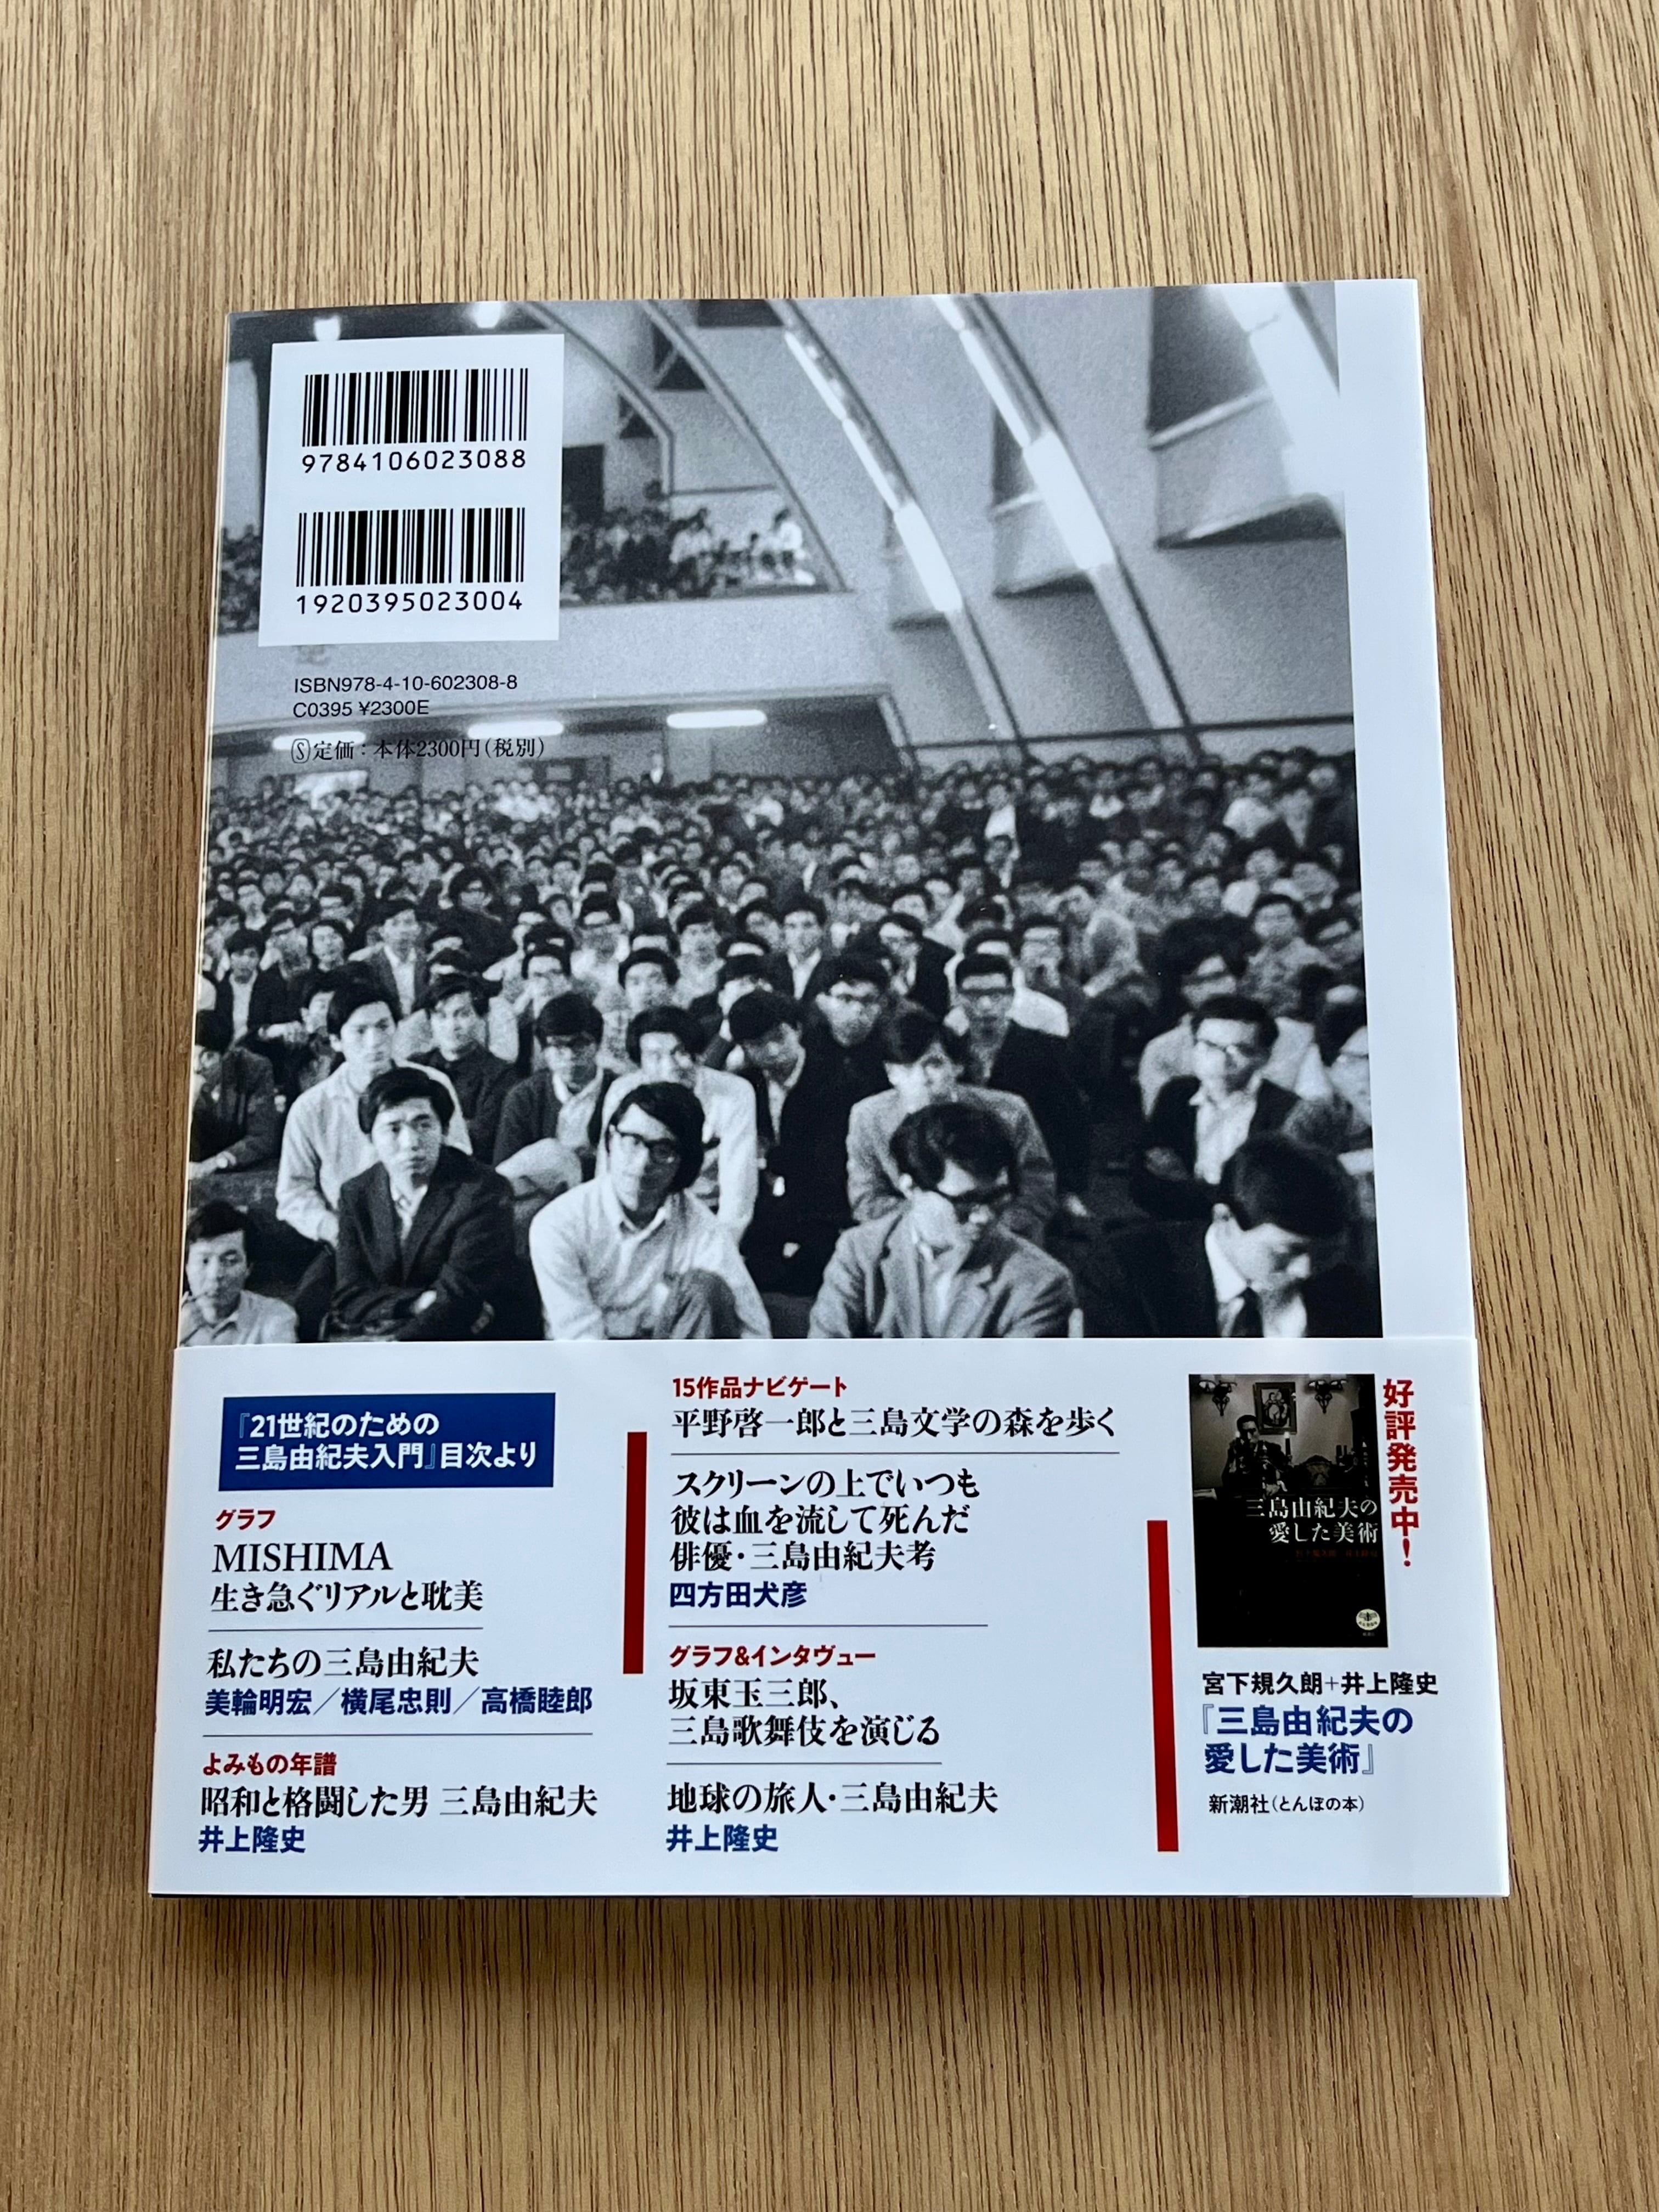 9784106023088
1920395023004
ISBN978-4-10-602308-8
C0395 ¥2300E
Ⓢ定価：本体2300円（税別）
『21世紀のための
三島由紀夫入門』目次より
グラフ
MISHIMA
生き急ぐリアルと耽美
私たちの三島由紀夫
美輪明宏／横尾忠則／高橋睦郎
よみもの年譜
昭和と格闘した男 三島由紀夫
井上隆史
15作品ナビゲート
平野啓一郎と三島文学の森を歩く
スクリーンの上でいつも
彼は血を流して死んだ
俳優・三島由紀夫考
四方田犬彦
グラフ&インタヴュー
坂東玉三郎、
三島歌舞伎を演じる
地球の旅人・三島由紀夫
井上隆史
好評発売中！
三島由紀夫の
愛した美術
宮下規久朗+井上隆史
『三島由紀夫の
愛した美術』
新潮社（とんぼの本）